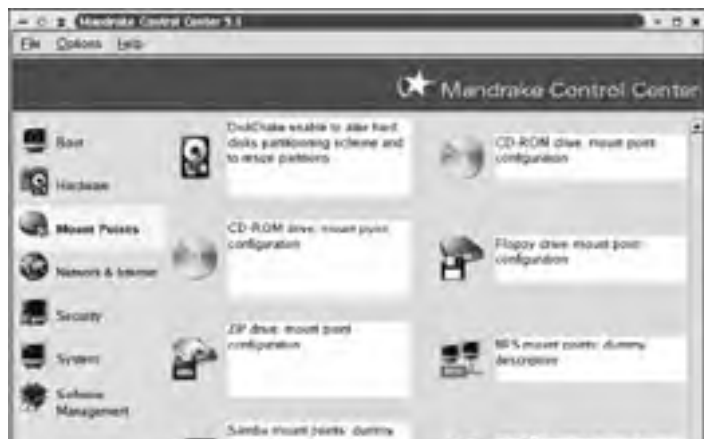 Mandrake Control Center 9.1
File Options Help
Mandrake Control Center
Boot
Hardware
Mount Points
Network & Internet
Security
System
Software
Management
DiskDrake enable to alter hard
disks partitioning scheme and
to resize partitions
CD-ROM drive: mount point
configuration
CD-ROM drive: mount point
configuration
Floppy drive mount point
configuration
ZIP drive: mount point
configuration
NFS mount points: dummy
description
Samba mount points: dummy